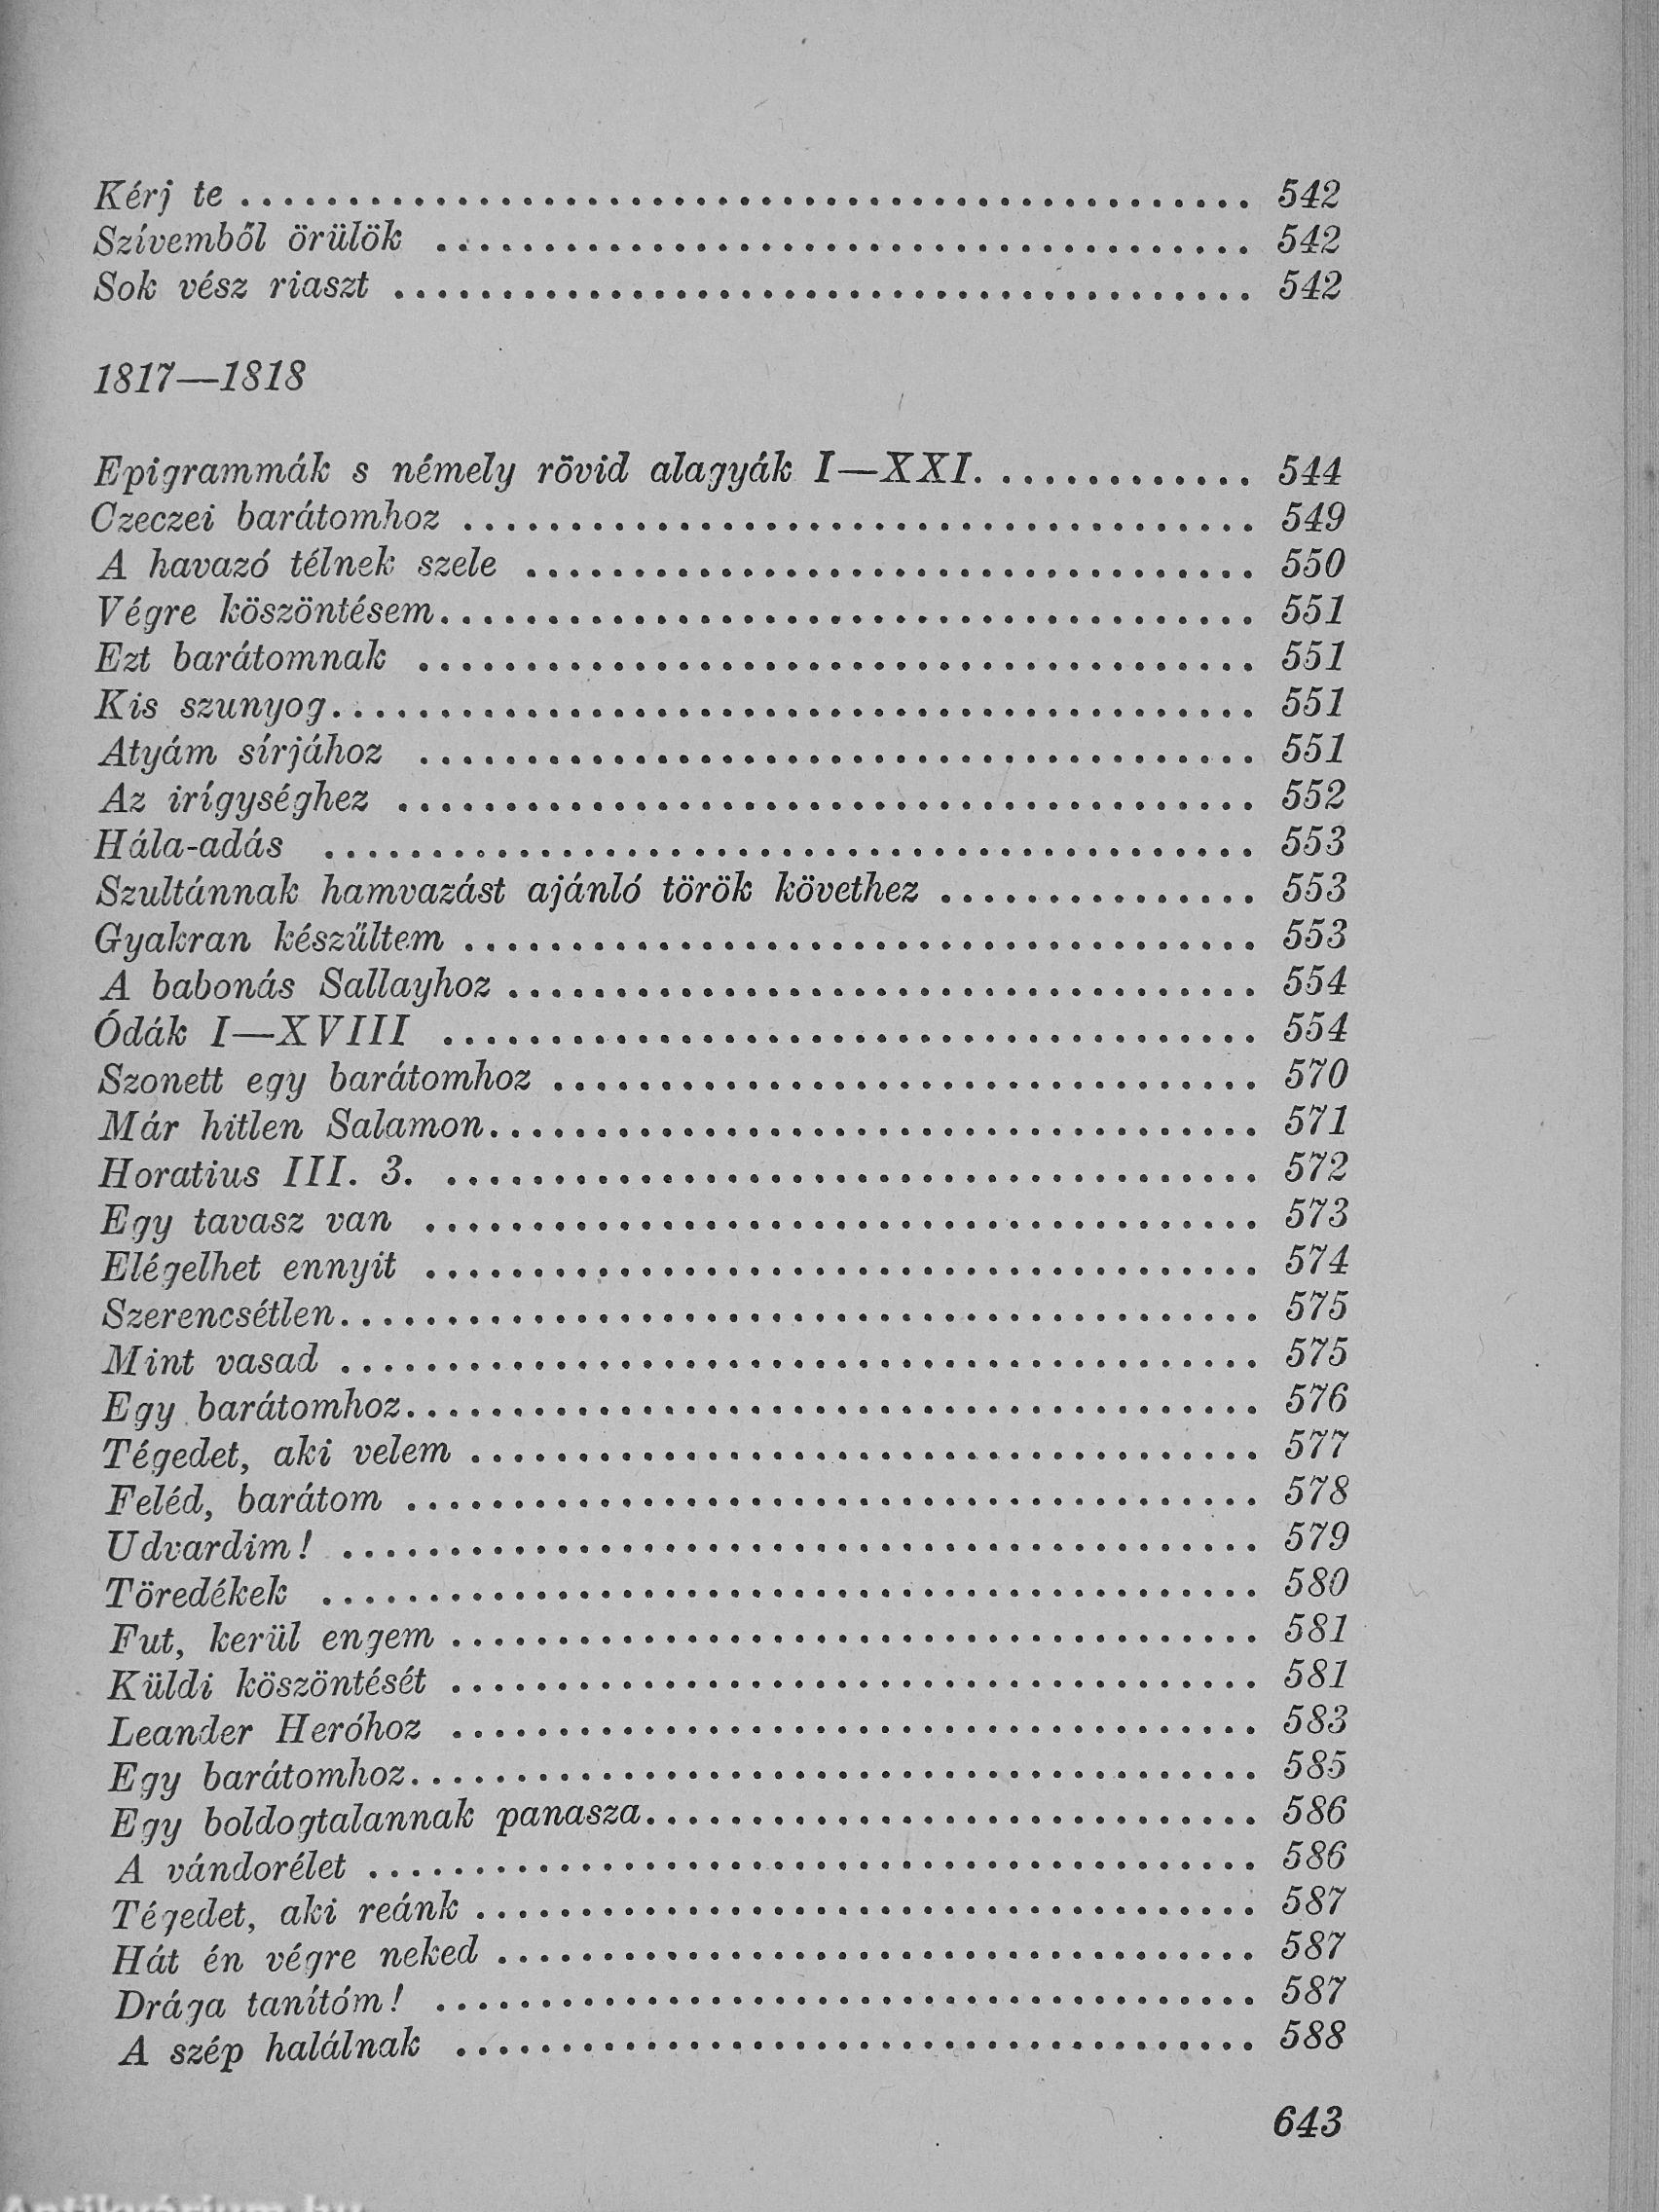 Kérj te ........................................ 542
Szívemből örülök ........................................ 542
Sok vész riaszt ........................................ 542
1817—1818
Epigrammák s némely rövid alagyák I—XXI. ............ 544
Czeczei barátomhoz ........................................ 549
A havazó télnek szele ........................................ 550
Végre köszöntésem ........................................ 551
Ezt barátomnak ........................................ 551
Kis szunyog ........................................ 551
Atyám sírjához ........................................ 551
Az irígységhez ........................................ 552
Hála-adás ........................................ 553
Szultánnak hamvazást ajánló török követhez ............... 553
Gyakran készűltem ........................................ 553
A babonás Sallayhoz ........................................ 554
Ódák I—XVIII ........................................ 554
Szonett egy barátomhoz ........................................ 570
Már hitlen Salamon ........................................ 571
Horatius III. 3. ........................................ 572
Egy tavasz van ........................................ 573
Elégelhet ennyit ........................................ 574
Szerencsétlen ........................................ 575
Mint vasad ........................................ 575
Egy barátomhoz ........................................ 576
Tégedet, aki velem ........................................ 577
Feléd, barátom ........................................ 578
Udvardim! ........................................ 579
Töredékek ........................................ 580
Fut, kerül engem ........................................ 581
Küldi köszöntését ........................................ 581
Leander Heróhoz ........................................ 583
Egy barátomhoz ........................................ 585
Egy boldogtalannak panasza ............................. 586
A vándorélet ........................................ 586
Tégedet, aki reánk ........................................ 587
Hát én végre neked ........................................ 587
Drága tanítóm! ........................................ 587
A szép halálnak ........................................ 588
643
Antikvárium.hu